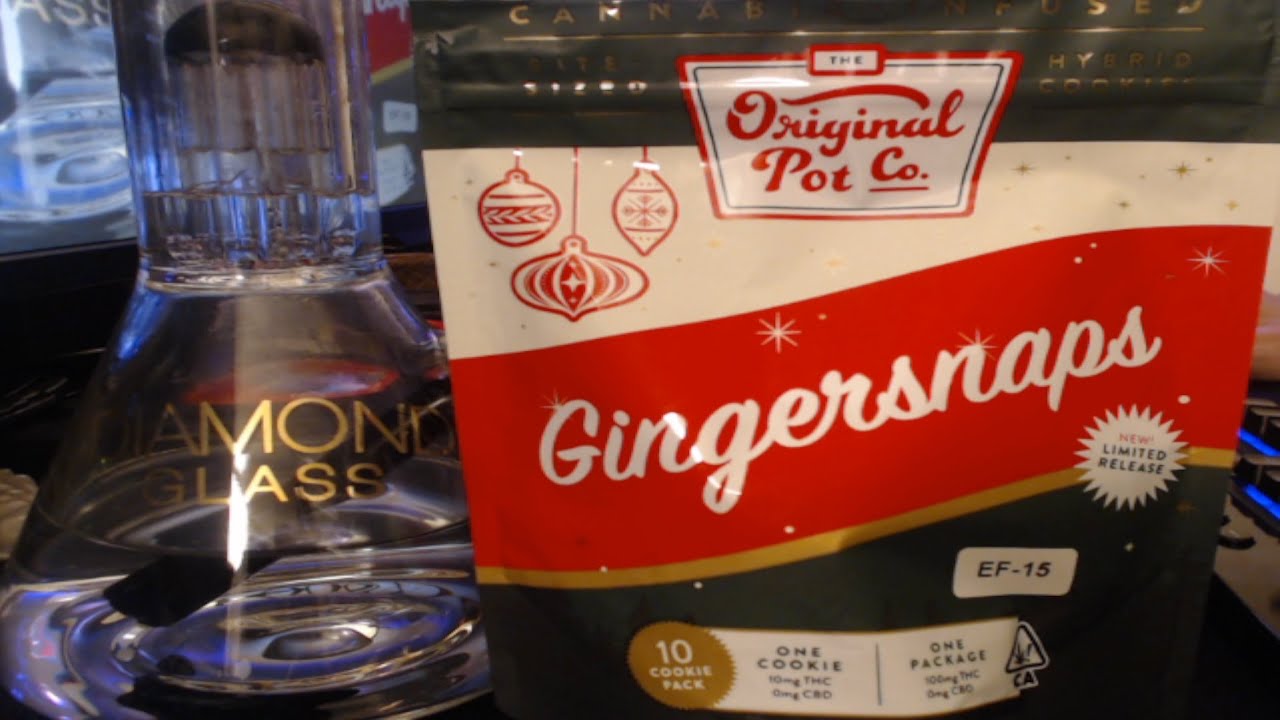 CANNABIS INFUSED
BITE-
SIZED
HYBRID
COOKIES
THE
Original
Pot Co.
Gingersnaps
NEW!
LIMITED
RELEASE
EF-15
10
COOKIE
PACK
ONE
COOKIE
10mg THC
0mg CBD
ONE
PACKAGE
100mg THC
0mg CBD
CA
DIAMOND
GLASS
GLASS